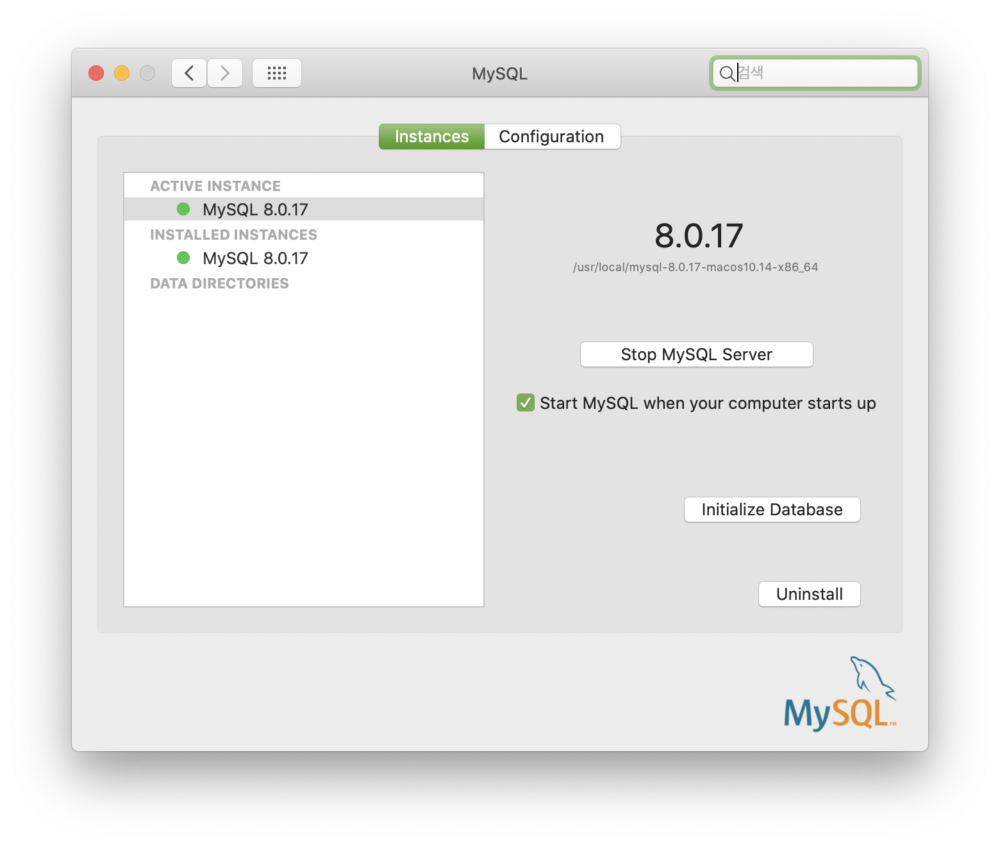 MySQL
검색
Instances
Configuration
ACTIVE INSTANCE
MySQL 8.0.17
INSTALLED INSTANCES
MySQL 8.0.17
DATA DIRECTORIES
8.0.17
/usr/local/mysql-8.0.17-macos10.14-x86_64
Stop MySQL Server
Start MySQL when your computer starts up
Initialize Database
Uninstall
MySQL™